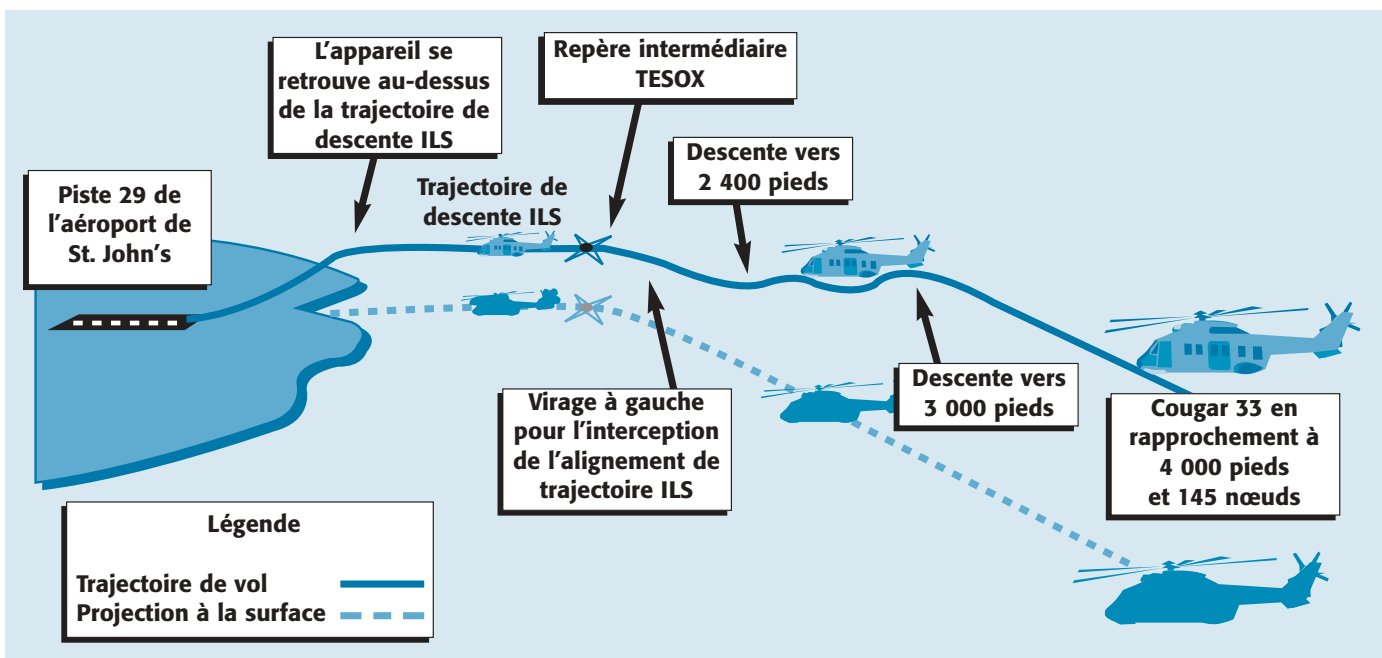 L'appareil se
retrouve au-dessus
de la trajectoire de
descente ILS
Repère intermédiaire
TESOX
Descente vers
2 400 pieds
Piste 29 de
l'aéroport de
St. John's
Trajectoire de
descente ILS
Virage à gauche
pour l'interception
de l'alignement de
trajectoire ILS
Descente vers
3 000 pieds
Cougar 33 en
rapprochement à
4 000 pieds
et 145 nœuds
Légende
Trajectoire de vol
Projection à la surface